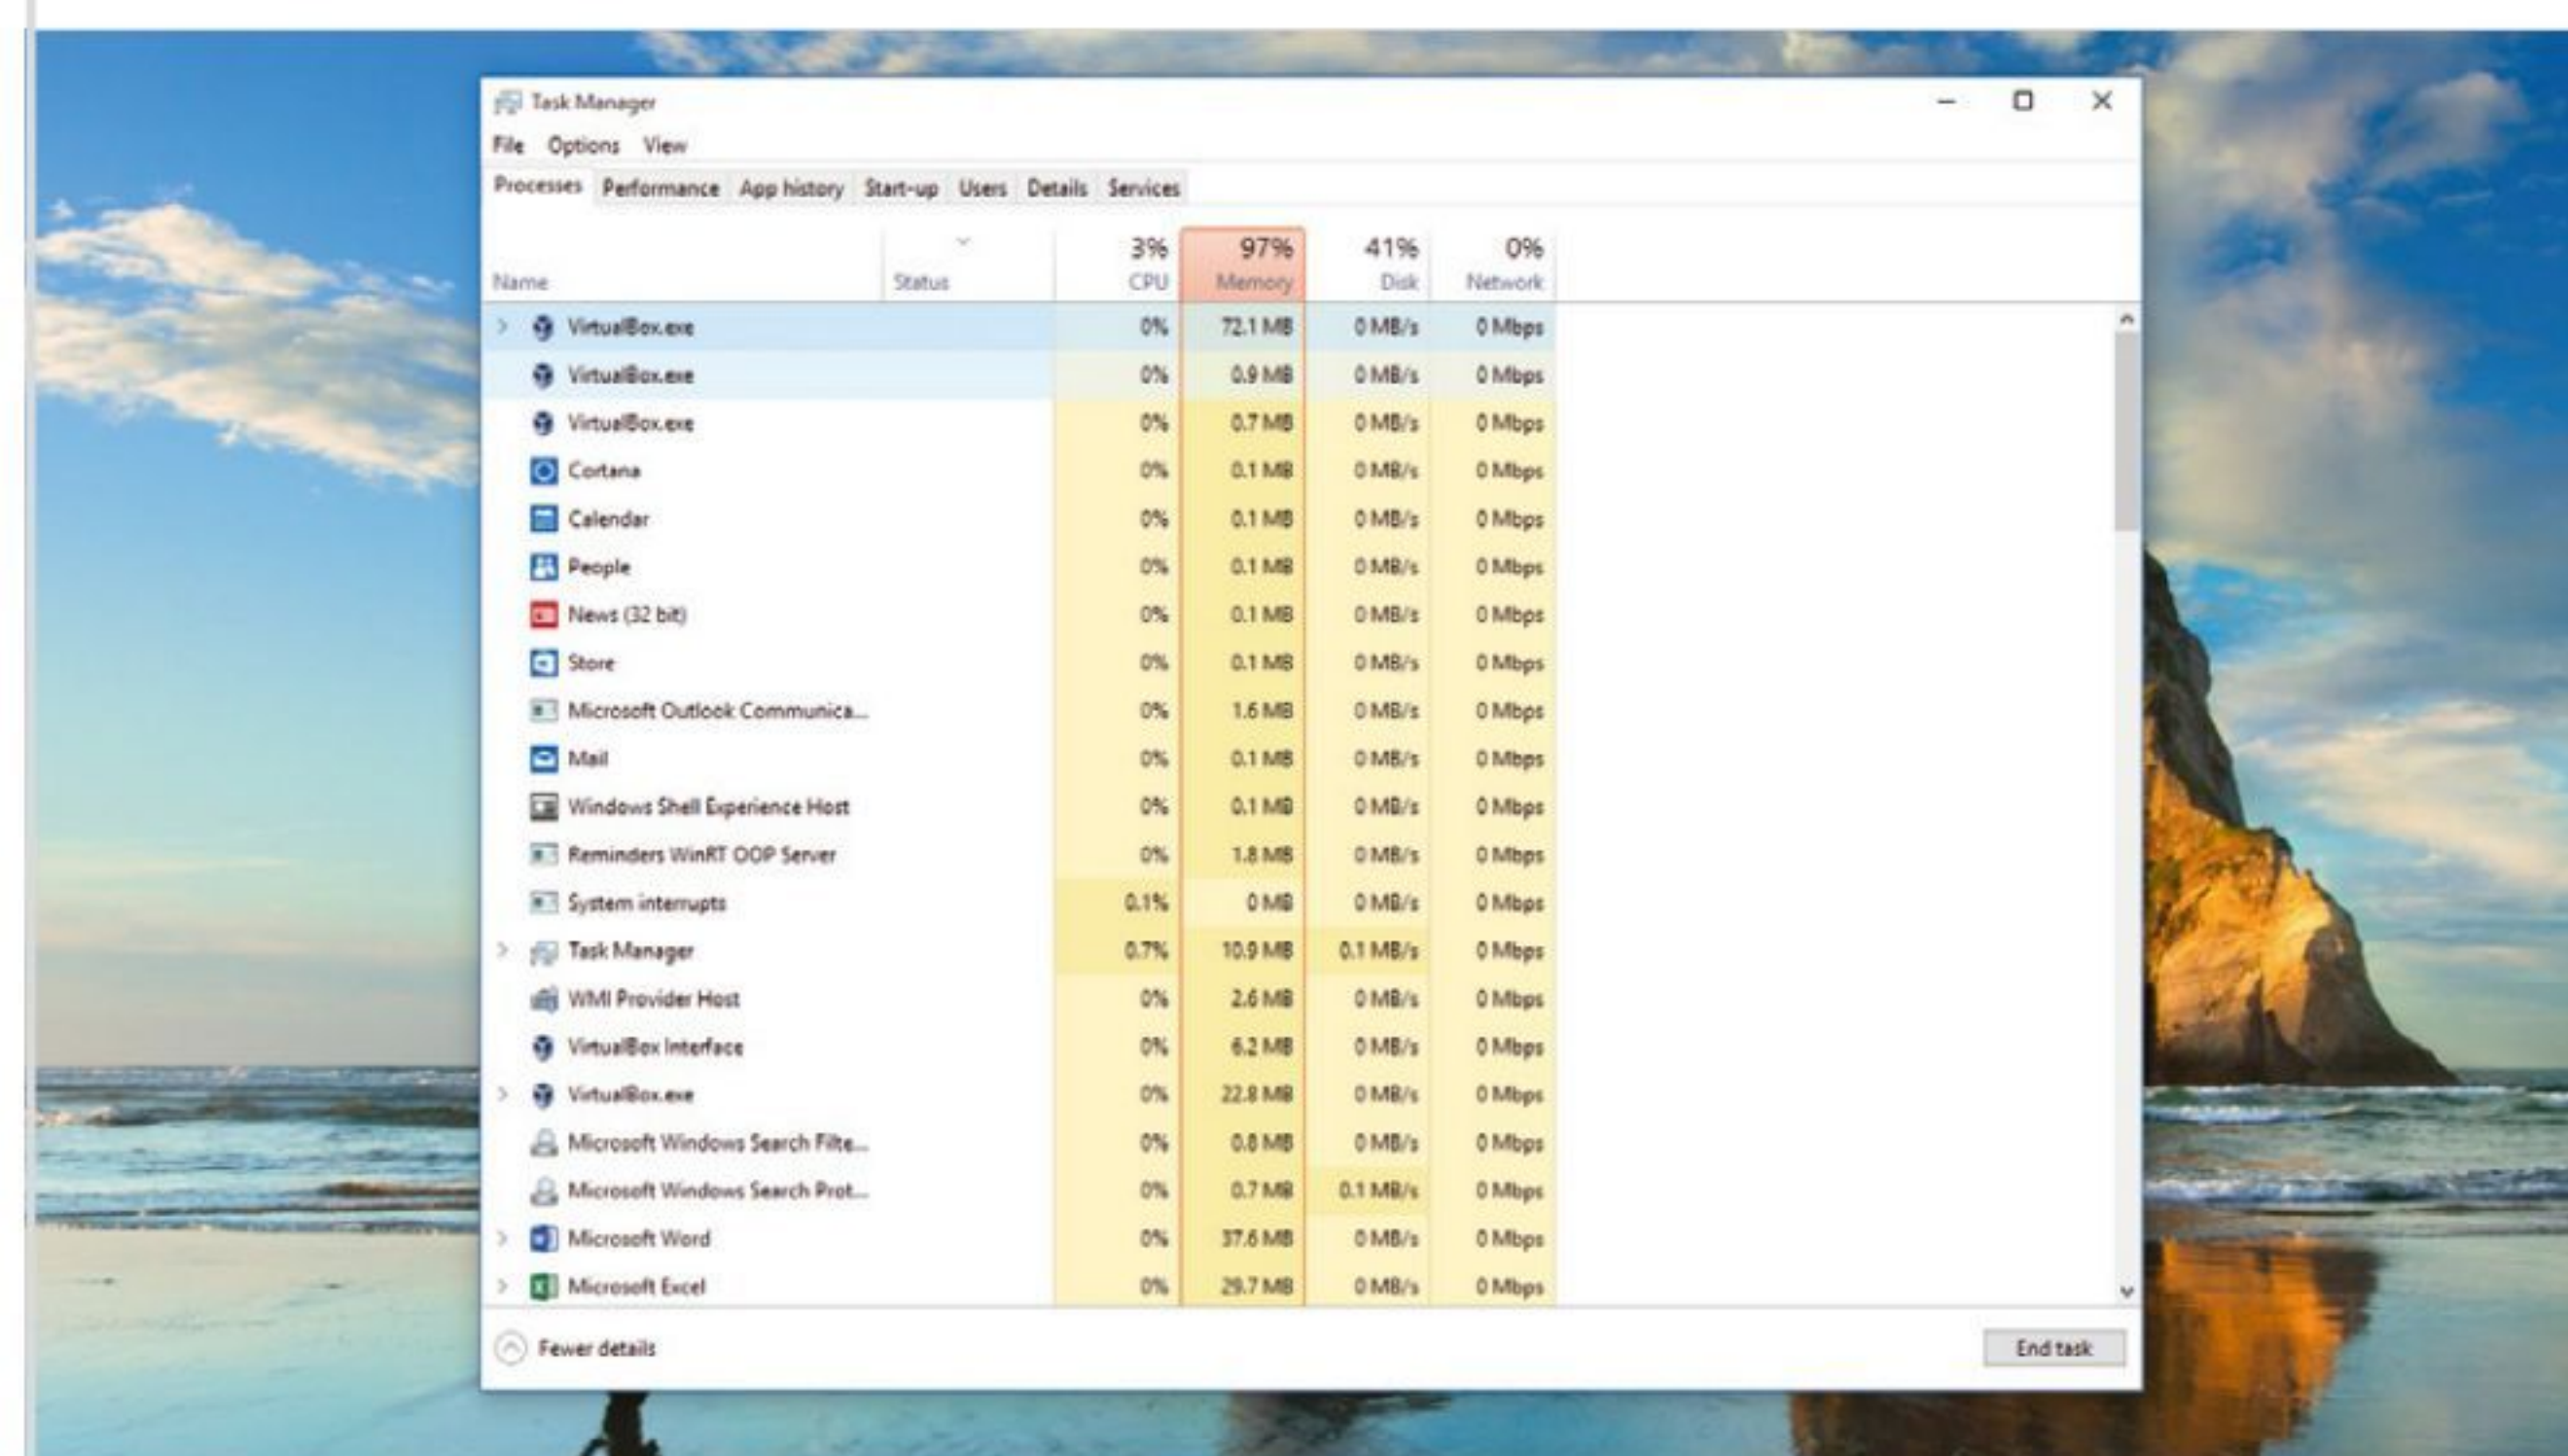 Task Manager
File Options View
Processes Performance App history Start-up Users Details Services
3% 97% 41% 0%
Name Status CPU Memory Disk Network
VirtualBox.exe 0% 72.1 MB 0 MB/s 0 Mbps
VirtualBox.exe 0% 0.9 MB 0 MB/s 0 Mbps
VirtualBox.exe 0% 0.7 MB 0 MB/s 0 Mbps
Cortana 0% 0.1 MB 0 MB/s 0 Mbps
Calendar 0% 0.1 MB 0 MB/s 0 Mbps
People 0% 0.1 MB 0 MB/s 0 Mbps
News (32 bit) 0% 0.1 MB 0 MB/s 0 Mbps
Store 0% 0.1 MB 0 MB/s 0 Mbps
Microsoft Outlook Communica... 0% 1.6 MB 0 MB/s 0 Mbps
Mail 0% 0.1 MB 0 MB/s 0 Mbps
Windows Shell Experience Host 0% 0.1 MB 0 MB/s 0 Mbps
Reminders WinRT OOP Server 0% 1.8 MB 0 MB/s 0 Mbps
System interrupts 0.1% 0 MB 0 MB/s 0 Mbps
Task Manager 0.7% 10.9 MB 0.1 MB/s 0 Mbps
WMI Provider Host 0% 2.6 MB 0 MB/s 0 Mbps
VirtualBox Interface 0% 6.2 MB 0 MB/s 0 Mbps
VirtualBox.exe 0% 22.8 MB 0 MB/s 0 Mbps
Microsoft Windows Search Filte... 0% 0.8 MB 0 MB/s 0 Mbps
Microsoft Windows Search Prot... 0% 0.7 MB 0.1 MB/s 0 Mbps
Microsoft Word 0% 37.6 MB 0 MB/s 0 Mbps
Microsoft Excel 0% 29.7 MB 0 MB/s 0 Mbps
Fewer details End task